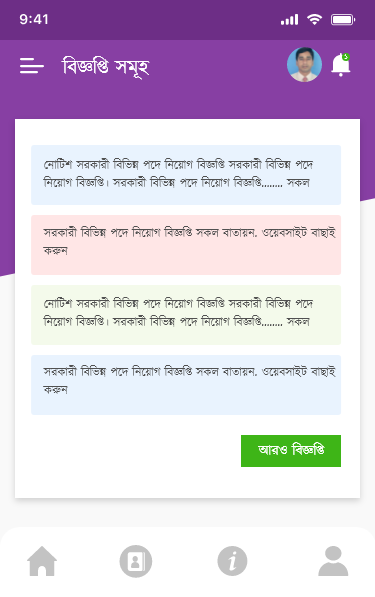 9:41
বিজ্ঞপ্তি সমূহ
5
নোটিশ সরকারী বিভিন্ন পদে নিয়োগ বিজ্ঞপ্তি সরকারী বিভিন্ন পদে
নিয়োগ বিজ্ঞপ্তি। সরকারী বিভিন্ন পদে নিয়োগ বিজ্ঞপ্তি........ সকল
সরকারী বিভিন্ন পদে নিয়োগ বিজ্ঞপ্তি সকল বাতায়ন. ওয়েবসাইট বাছাই
করুন
নোটিশ সরকারী বিভিন্ন পদে নিয়োগ বিজ্ঞপ্তি সরকারী বিভিন্ন পদে
নিয়োগ বিজ্ঞপ্তি। সরকারী বিভিন্ন পদে নিয়োগ বিজ্ঞপ্তি........ সকল
সরকারী বিভিন্ন পদে নিয়োগ বিজ্ঞপ্তি সকল বাতায়ন. ওয়েবসাইট বাছাই
করুন
আরও বিজ্ঞপ্তি